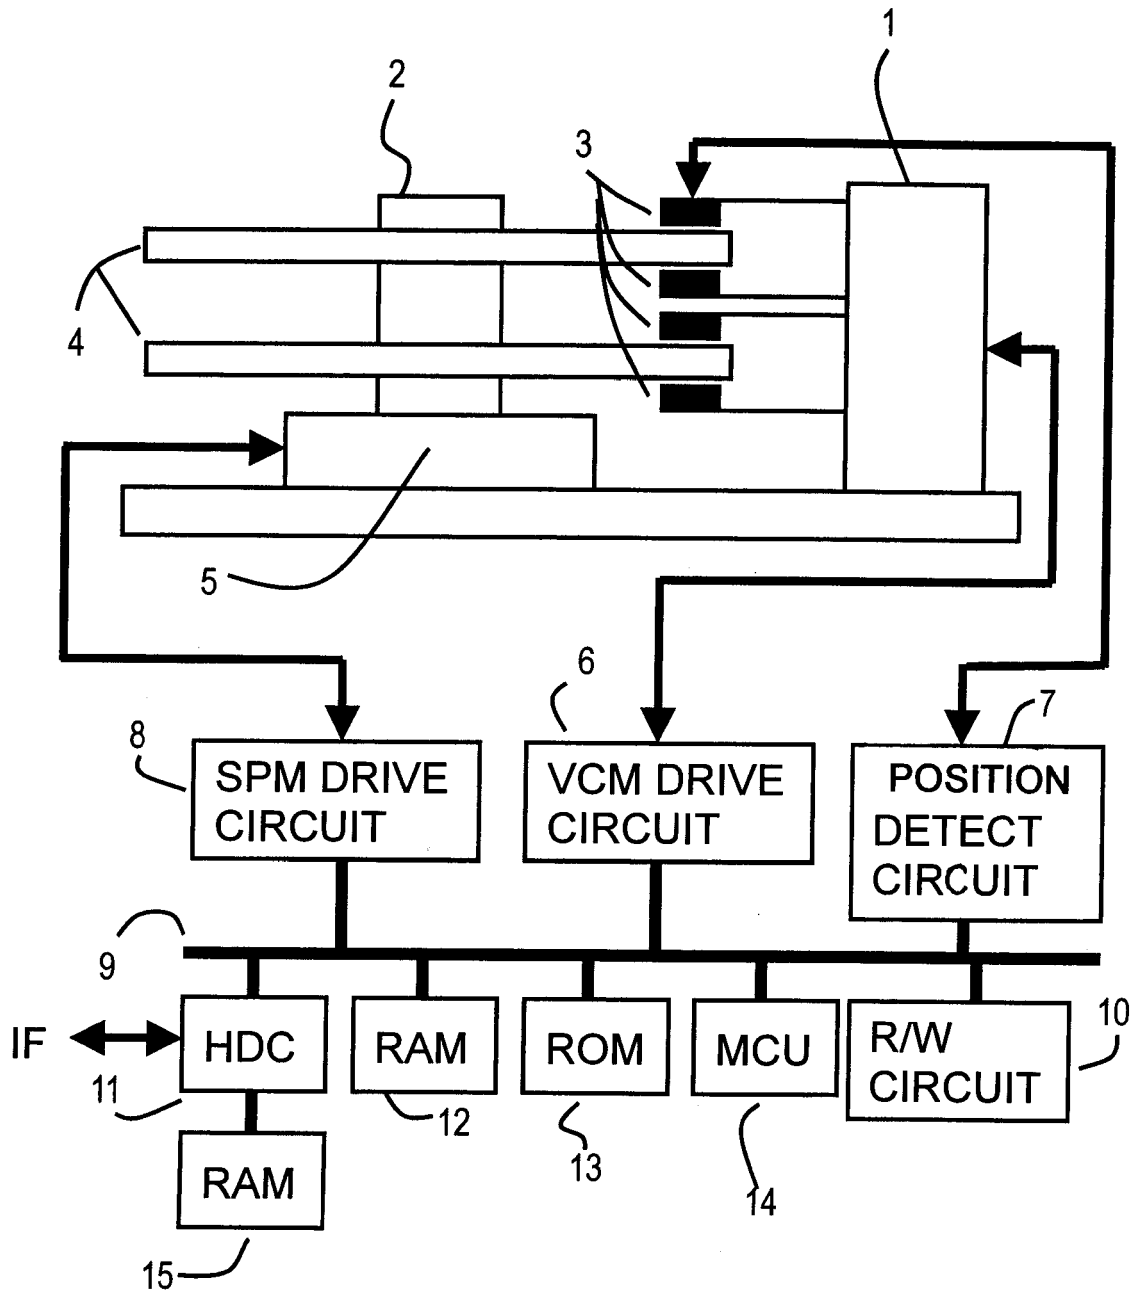 1
2
3
4
5
6
7
8
SPM DRIVE
CIRCUIT
VCM DRIVE
CIRCUIT
POSITION
DETECT
CIRCUIT
9
10
IF
HDC
RAM
ROM
MCU
R/W
CIRCUIT
11
12
13
14
RAM
15